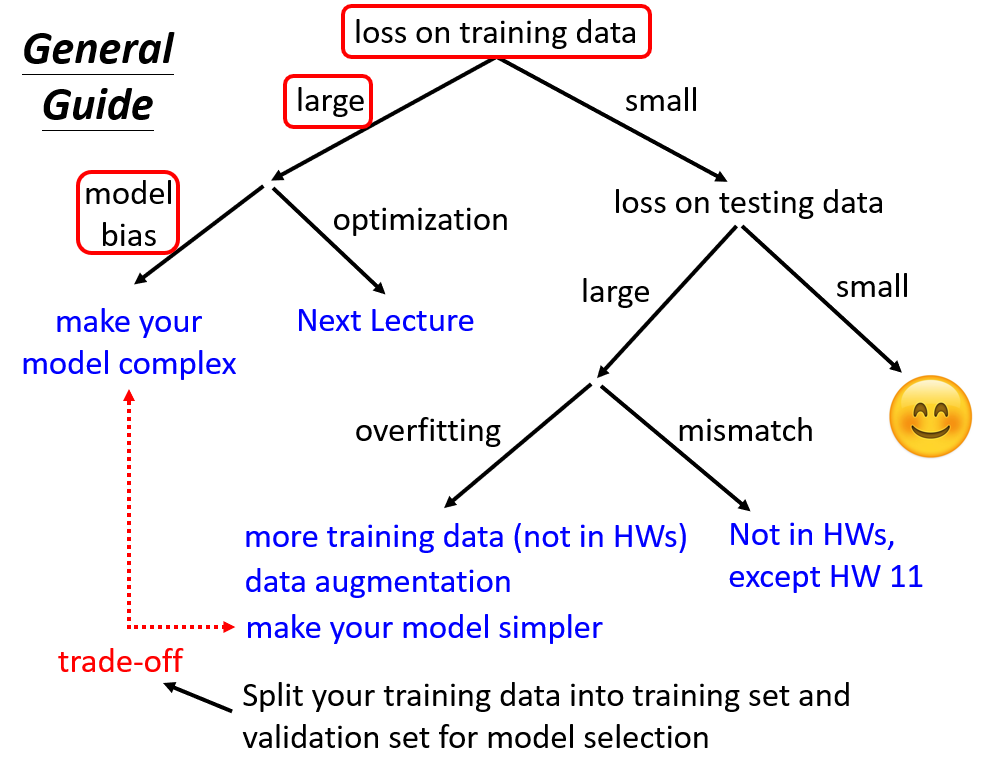 General
Guide
loss on training data
large
small
model
bias
optimization
loss on testing data
make your
model complex
Next Lecture
large
small
overfitting
mismatch
more training data (not in HWs)
data augmentation
make your model simpler
Not in HWs,
except HW 11
trade-off
Split your training data into training set and
validation set for model selection